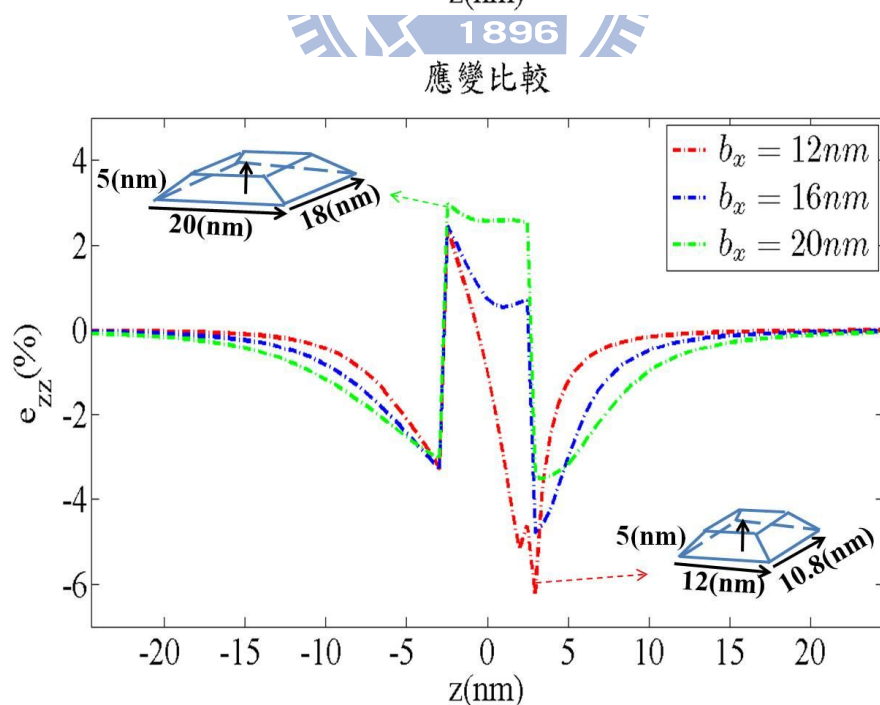 z(nm)
1896
應變比較
4
2
0
-2
-4
-6
e_zz(%)
b_x = 12nm
b_x = 16nm
b_x = 20nm
5(nm)
20(nm)
18(nm)
5(nm)
12(nm)
10.8(nm)
-20
-15
-10
-5
0
5
10
15
20
z(nm)